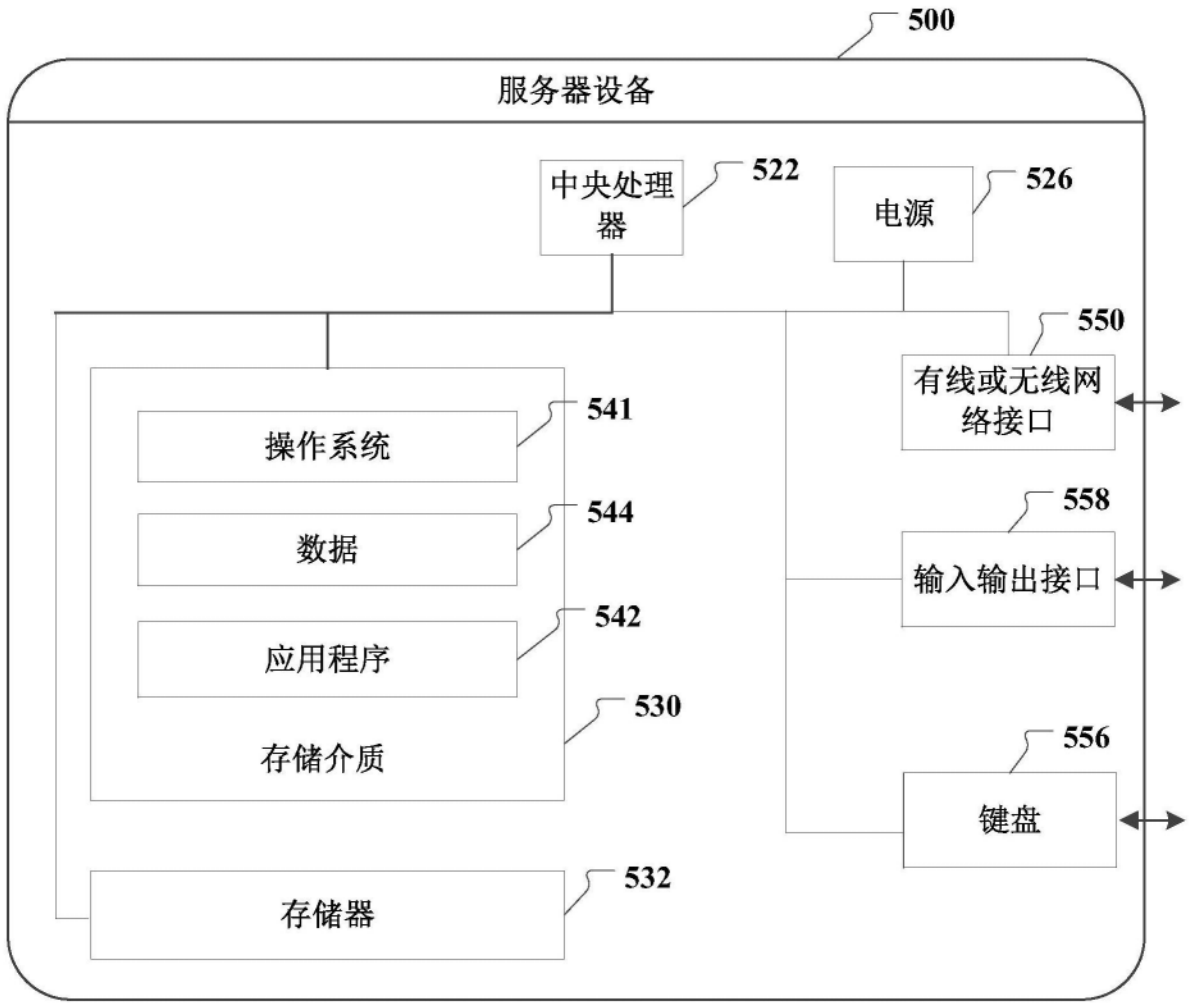 500
服务器设备
中央处理
器
522
电源
526
550
有线或无线网
络接口
操作系统
541
558
输入输出接口
数据
544
应用程序
542
530
存储介质
556
键盘
存储器
532